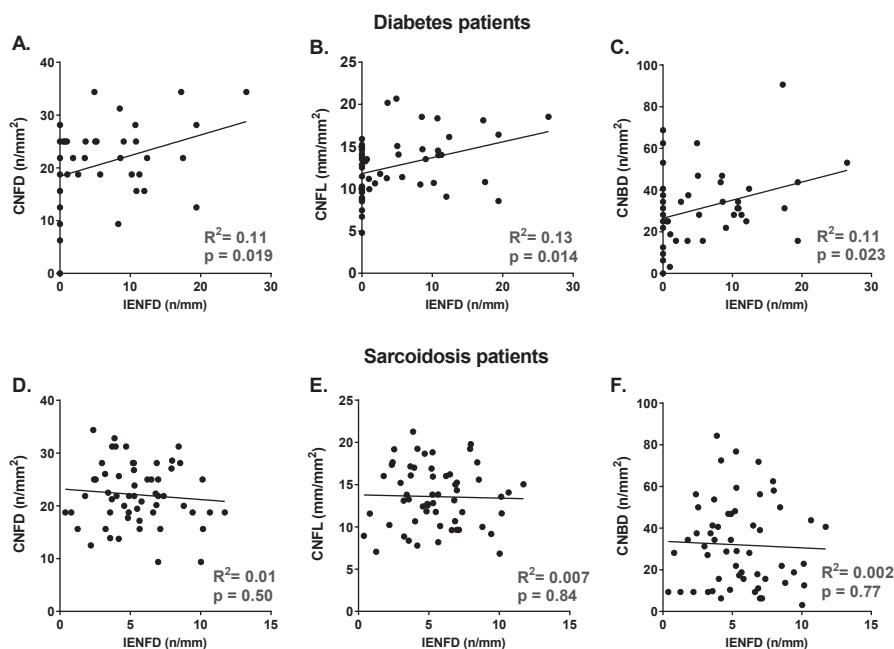 Diabetes patients
A.
CNFD (n/mm²)
40
30
20
10
0
0
10
20
30
IENFD (n/mm)
R²= 0.11
p = 0.019
B.
CNFL (mm/mm²)
25
20
15
10
5
0
0
10
20
30
IENFD (n/mm)
R²= 0.13
p = 0.014
C.
CNBD (n/mm²)
100
80
60
40
20
0
0
10
20
30
IENFD (n/mm)
R²= 0.11
p = 0.023
Sarcoidosis patients
D.
CNFD (n/mm²)
40
30
20
10
0
0
5
10
15
IENFD (n/mm)
R²= 0.01
p = 0.50
E.
CNFL (mm/mm²)
25
20
15
10
5
0
0
5
10
15
IENFD (n/mm)
R²= 0.007
p = 0.84
F.
CNBD (n/mm²)
100
80
60
40
20
0
0
5
10
15
IENFD (n/mm)
R²= 0.002
p = 0.77